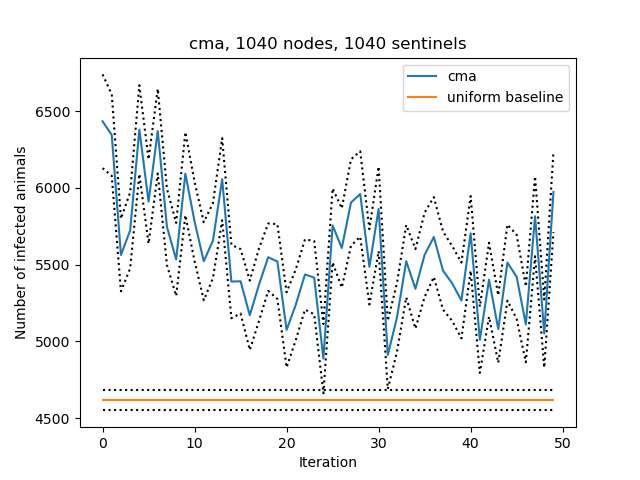 cma, 1040 nodes, 1040 sentinels
cma
uniform baseline
Number of infected animals
6500
6000
5500
5000
4500
0 10 20 30 40 50
Iteration